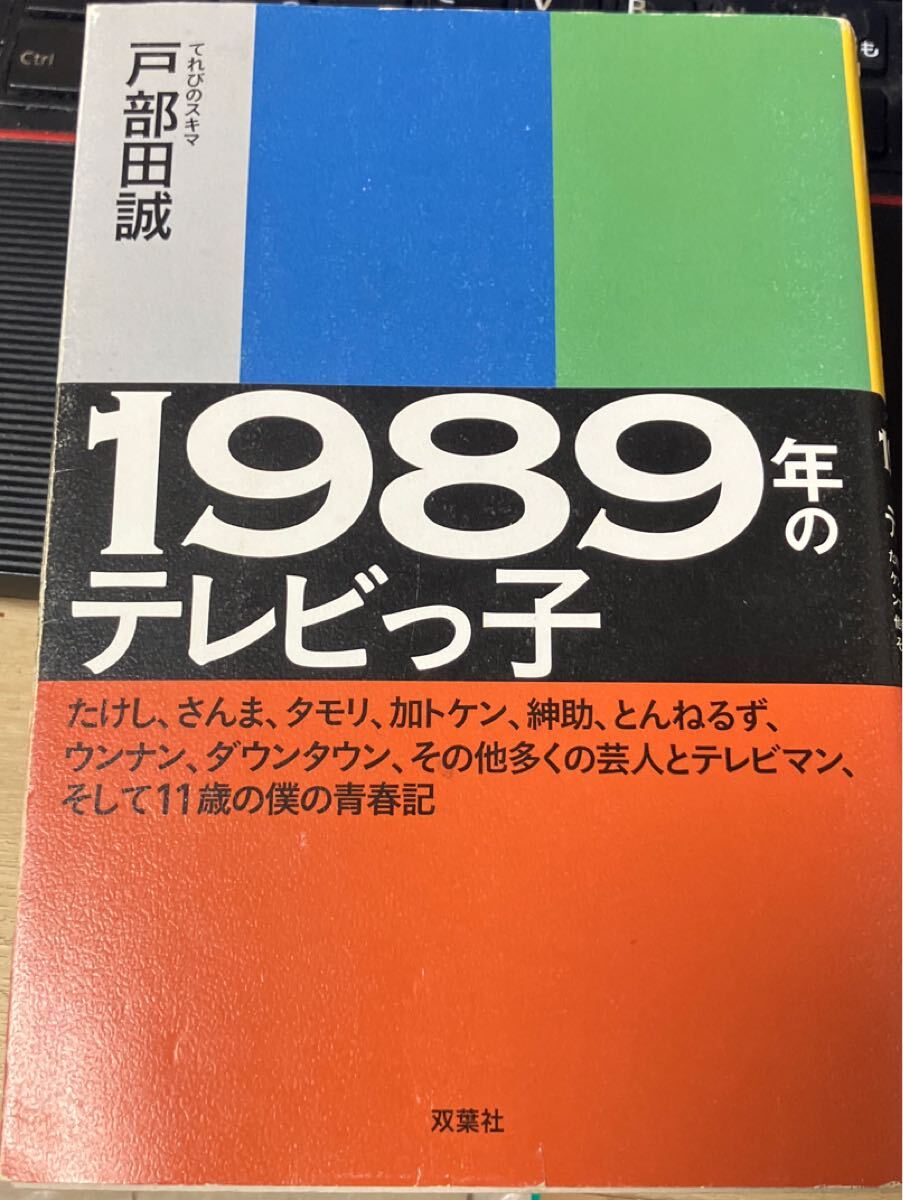 てれびのスキマ
戸部田誠
1989年の
テレビっ子
たけし、さんま、タモリ、加トケン、紳助、とんねるず、
ウンナン、ダウンタウン、その他多くの芸人とテレビマン、
そして11歳の僕の青春記
双葉社
Ctrl
も